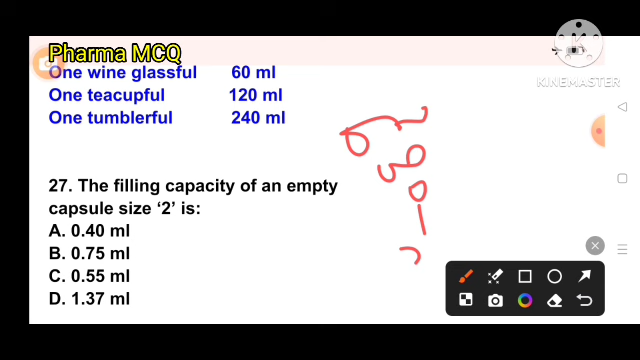 Pharma MCQ
KINEMASTER
One wine glassful 60 ml
One teacupful 120 ml
One tumblerful 240 ml
27. The filling capacity of an empty
capsule size ‘2’ is:
A. 0.40 ml
B. 0.75 ml
C. 0.55 ml
D. 1.37 ml